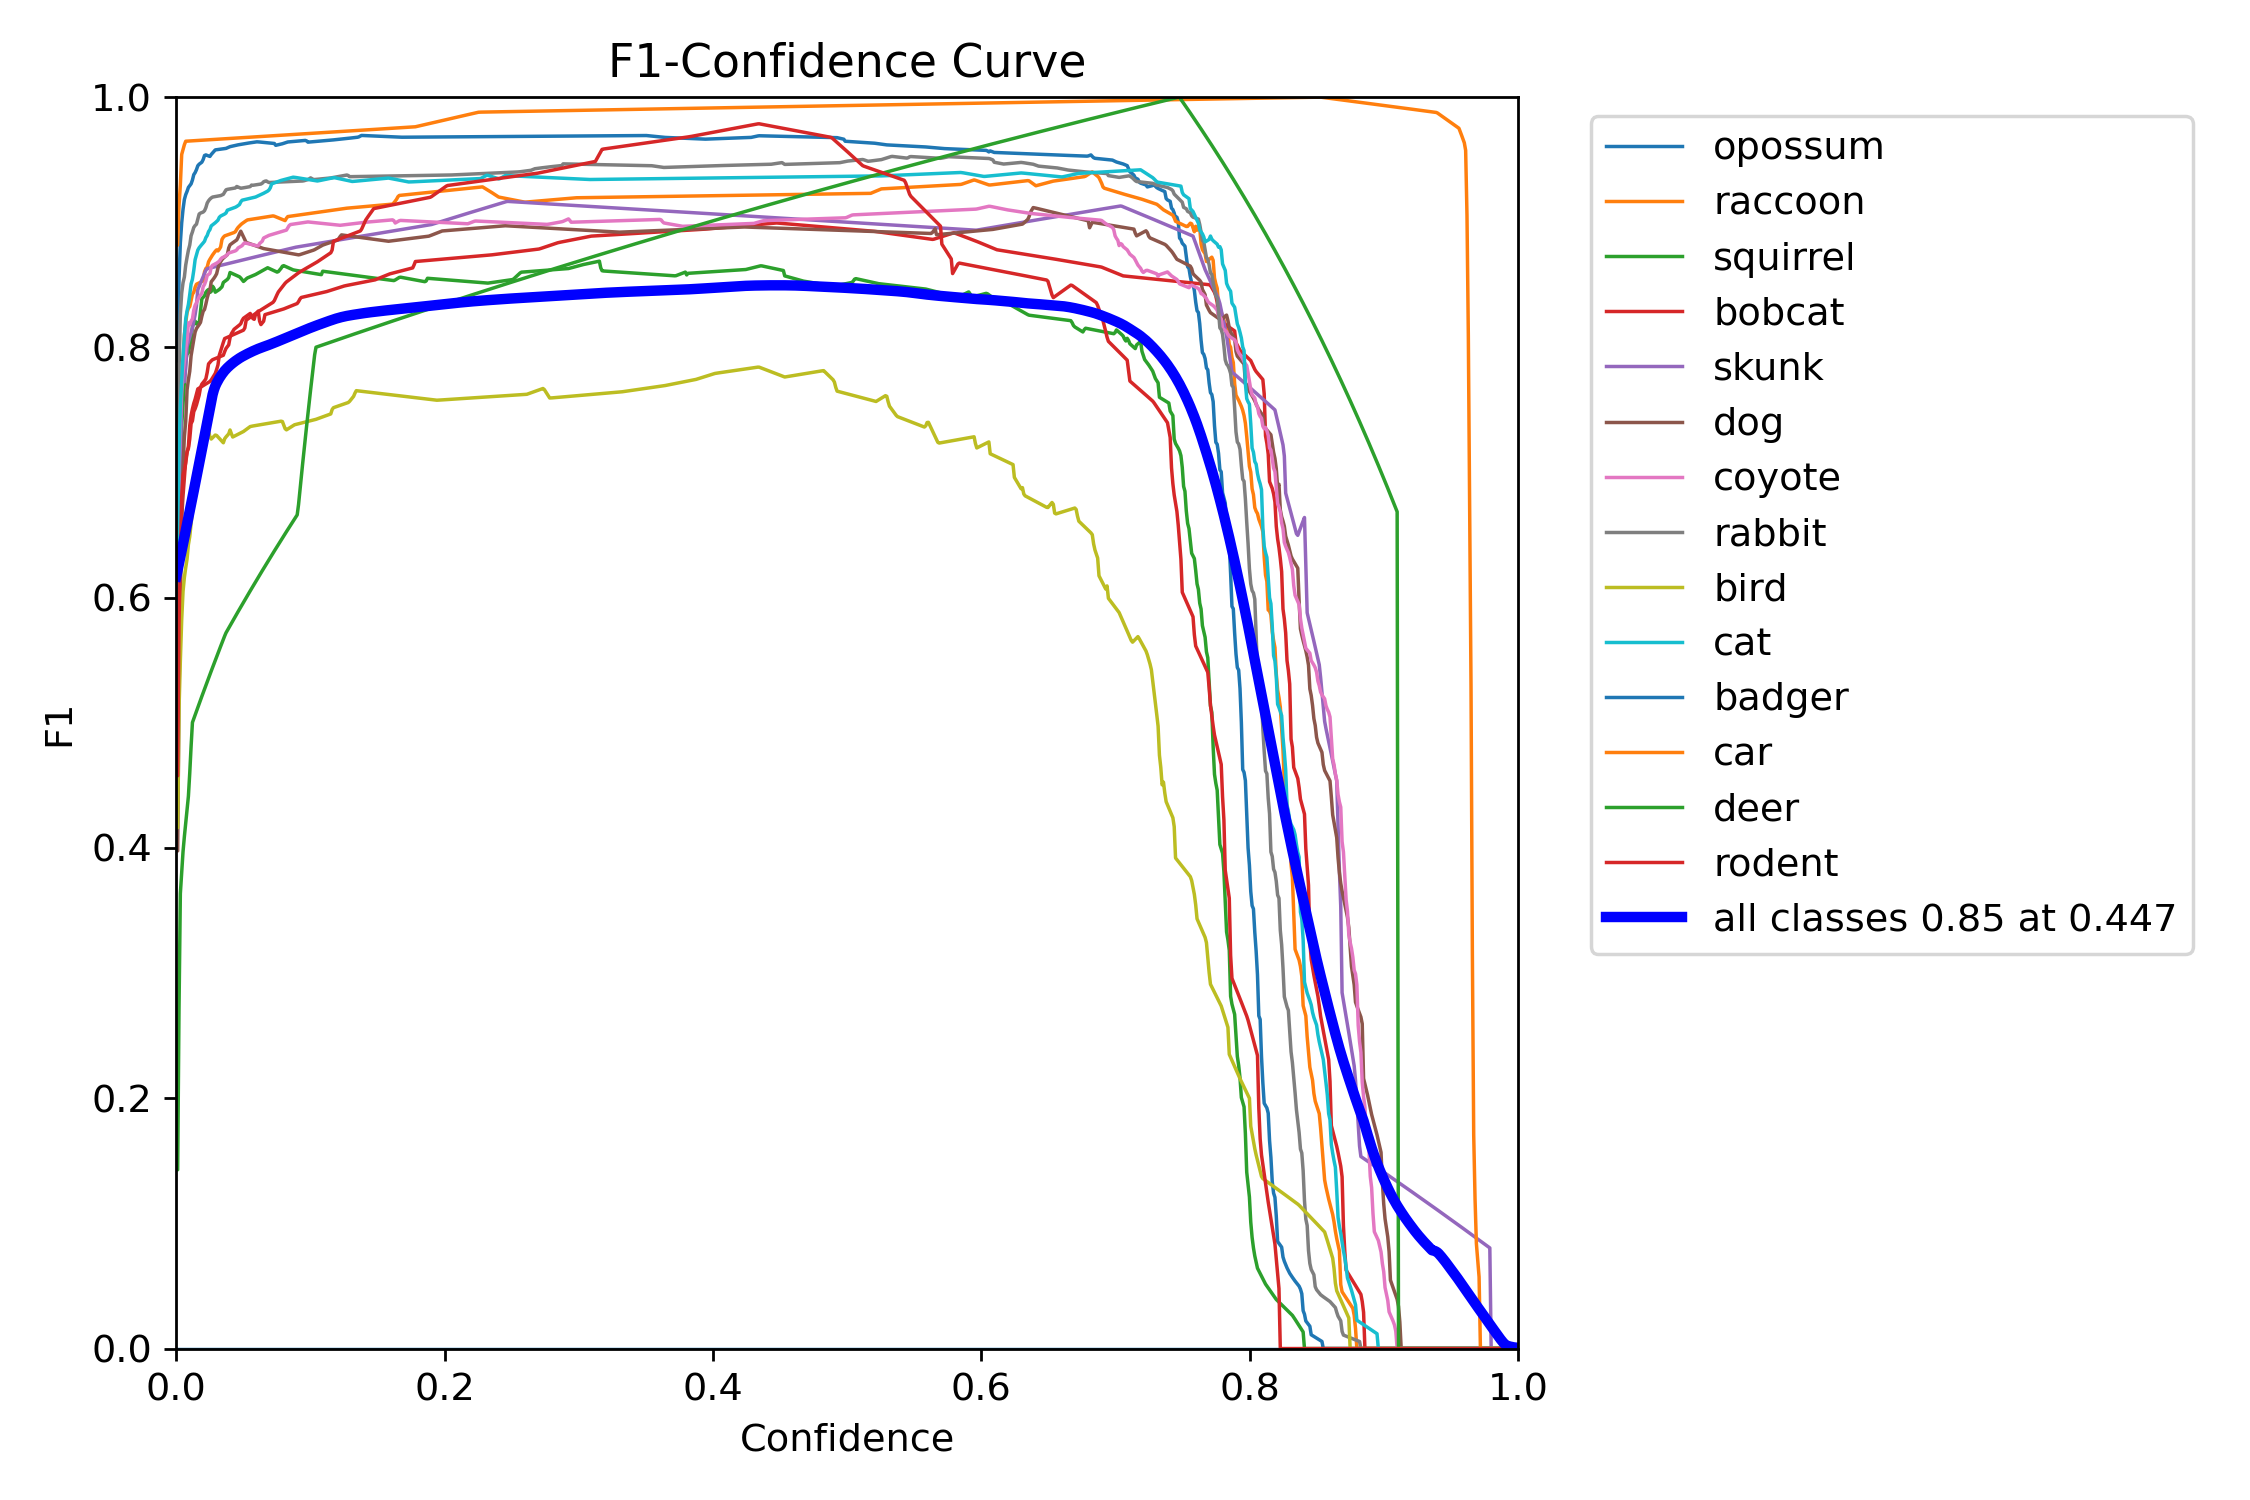 F1-Confidence Curve
1.0
0.8
0.6
0.4
0.2
0.0
F1
0.0 0.2 0.4 0.6 0.8 1.0
Confidence
opossum
raccoon
squirrel
bobcat
skunk
dog
coyote
rabbit
bird
cat
badger
car
deer
rodent
all classes 0.85 at 0.447